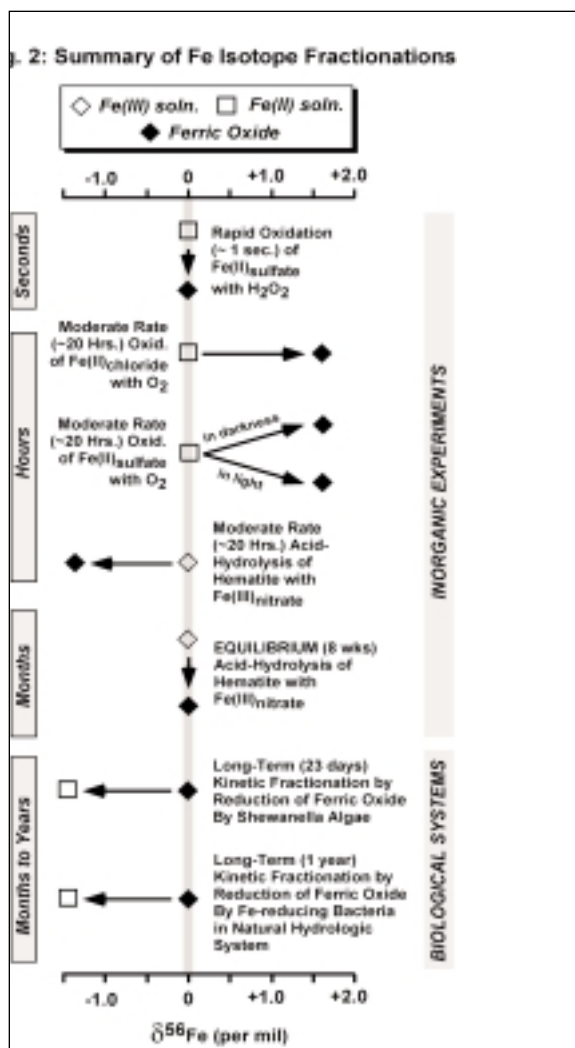 g. 2: Summary of Fe Isotope Fractionations
Fe(III) soln. Fe(II) soln.
Ferric Oxide
-1.0 0 +1.0 +2.0
Seconds
Rapid Oxidation
(~ 1 sec.) of
Fe(II)sulfate
with H2O2
Hours
Moderate Rate
(~20 Hrs.) Oxid.
of Fe(II)chloride
with O2
Moderate Rate
(~20 Hrs.) Oxid.
of Fe(II)sulfate
with O2
in darkness
in light
Moderate Rate
(~20 Hrs.) Acid-
Hydrolysis of
Hematite with
Fe(III)nitrate
INORGANIC EXPERIMENTS
Months
EQUILIBRIUM (8 wks)
Acid-Hydrolysis of
Hematite with
Fe(III)nitrate
Months to Years
Long-Term (23 days)
Kinetic Fractionation by
Reduction of Ferric Oxide
By Shewanella Algae
Long-Term (1 year)
Kinetic Fractionation by
Reduction of Ferric Oxide
By Fe-reducing Bacteria
in Natural Hydrologic
System
BIOLOGICAL SYSTEMS
-1.0 0 +1.0 +2.0
δ56Fe (per mil)